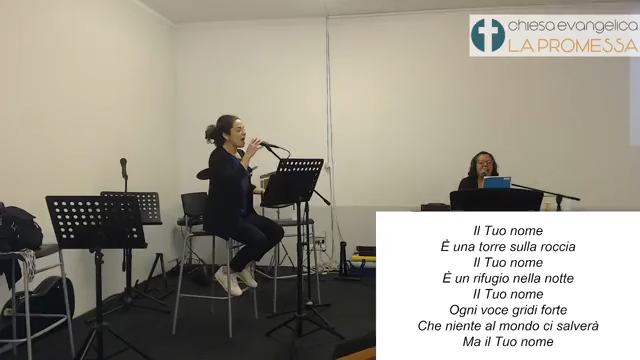 chiesa evangelica
LA PROMESSA
Il Tuo nome
È una torre sulla roccia
Il Tuo nome
È un rifugio nella notte
Il Tuo nome
Ogni voce gridi forte
Che niente al mondo ci salverà
Ma il Tuo nome